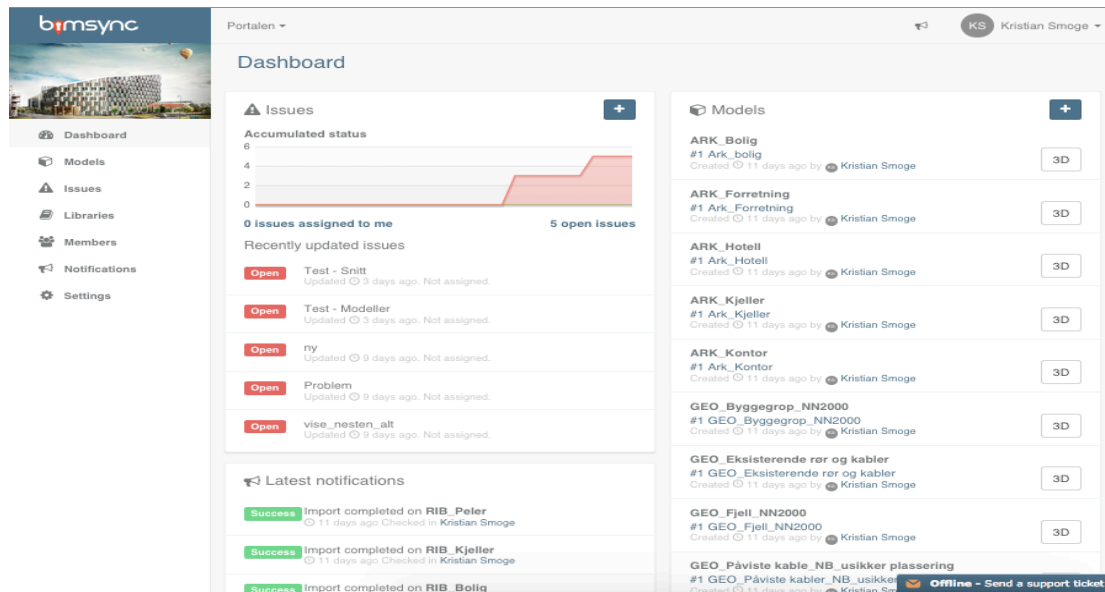 bimsync
Portalen
KS Kristian Smoge
Dashboard
Models
Issues
Libraries
Members
Notifications
Settings
Dashboard
Issues
+
Accumulated status
6
4
2
0
0 issues assigned to me
5 open issues
Recently updated issues
Open Test - Snitt
Updated 3 days ago. Not assigned.
Open Test - Modeller
Updated 3 days ago. Not assigned.
Open ny
Updated 9 days ago. Not assigned.
Open Problem
Updated 9 days ago. Not assigned.
Open vise_nesten_alt
Updated 9 days ago. Not assigned.
Latest notifications
Success Import completed on RIB_Peler
11 days ago Checked in Kristian Smoge
Success Import completed on RIB_Kjeller
11 days ago Checked in Kristian Smoge
Success Import completed on RIB_Bolig
Models
+
ARK_Bolig
#1 Ark_bolig
Created 11 days ago by Kristian Smoge
3D
ARK_Forretning
#1 Ark_Forretning
Created 11 days ago by Kristian Smoge
3D
ARK_Hotell
#1 Ark_Hotell
Created 11 days ago by Kristian Smoge
3D
ARK_Kjeller
#1 Ark_Kjeller
Created 11 days ago by Kristian Smoge
3D
ARK_Kontor
#1 Ark_Kontor
Created 11 days ago by Kristian Smoge
3D
GEO_Byggegrop_NN2000
#1 GEO_Byggegrop_NN2000
Created 11 days ago by Kristian Smoge
3D
GEO_Eksisterende rør og kabler
#1 GEO_Eksisterende rør og kabler
Created 11 days ago by Kristian Smoge
3D
GEO_Fjell_NN2000
#1 GEO_Fjell_NN2000
Created 11 days ago by Kristian Smoge
3D
GEO_Påviste kable_NB_usikker plassering
#1 GEO_Påviste kabler_NB_usikker
Created 11 days ago by Kristian
Offline - Send a support ticket